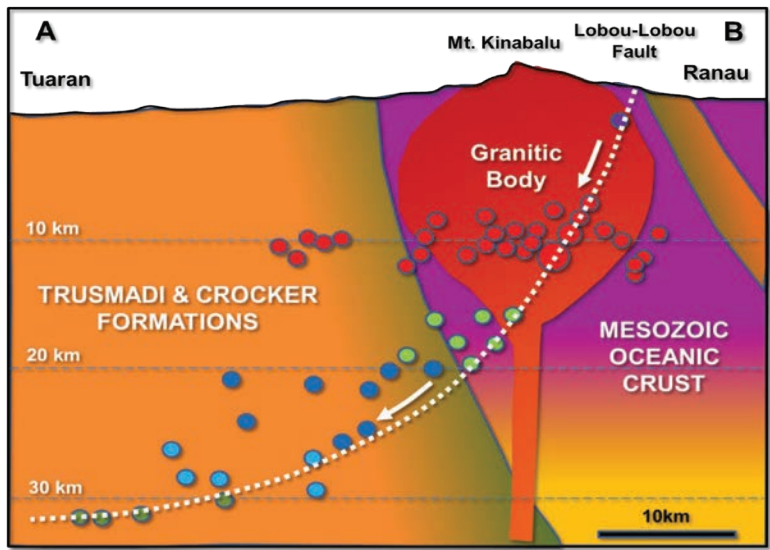 A
B
Mt. Kinabalu
Lobou-Lobou
Fault
Tuaran
Ranau
Granitic
Body
10 km
TRUSMADI & CROCKER
FORMATIONS
MESOZOIC
OCEANIC
CRUST
20 km
30 km
10km